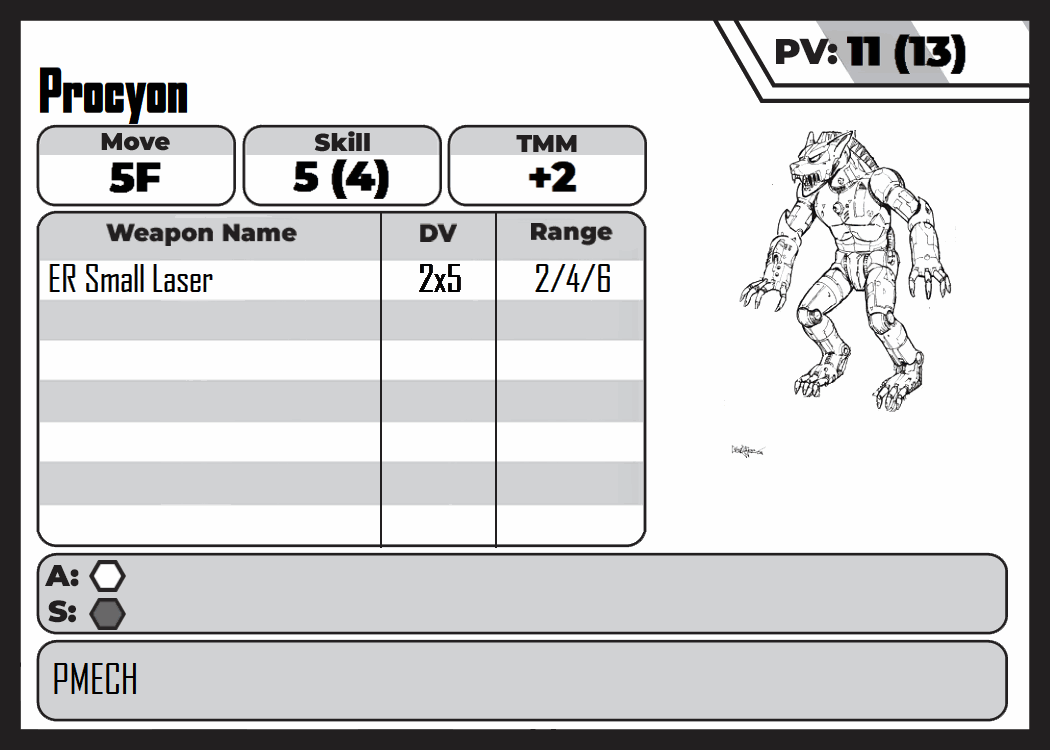 PV: 11 (13)
Procyon
Move Skill TMM
5F 5 (4) +2
Weapon Name DV Range
ER Small Laser 2x5 2/4/6
A:
S:
PMECH